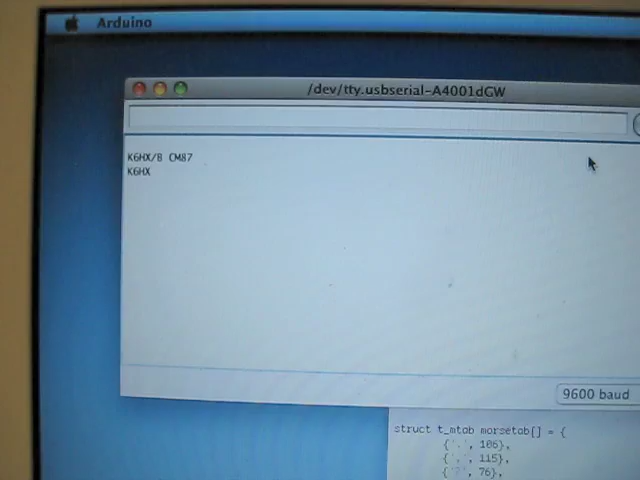 Arduino
/dev/tty.usbserial-A4001dGW
K6HX/B CM87
K6HX
9600 baud
struct t_mtab morsetab[] = {
{'.', 106},
{',', 115},
{'?', 76},